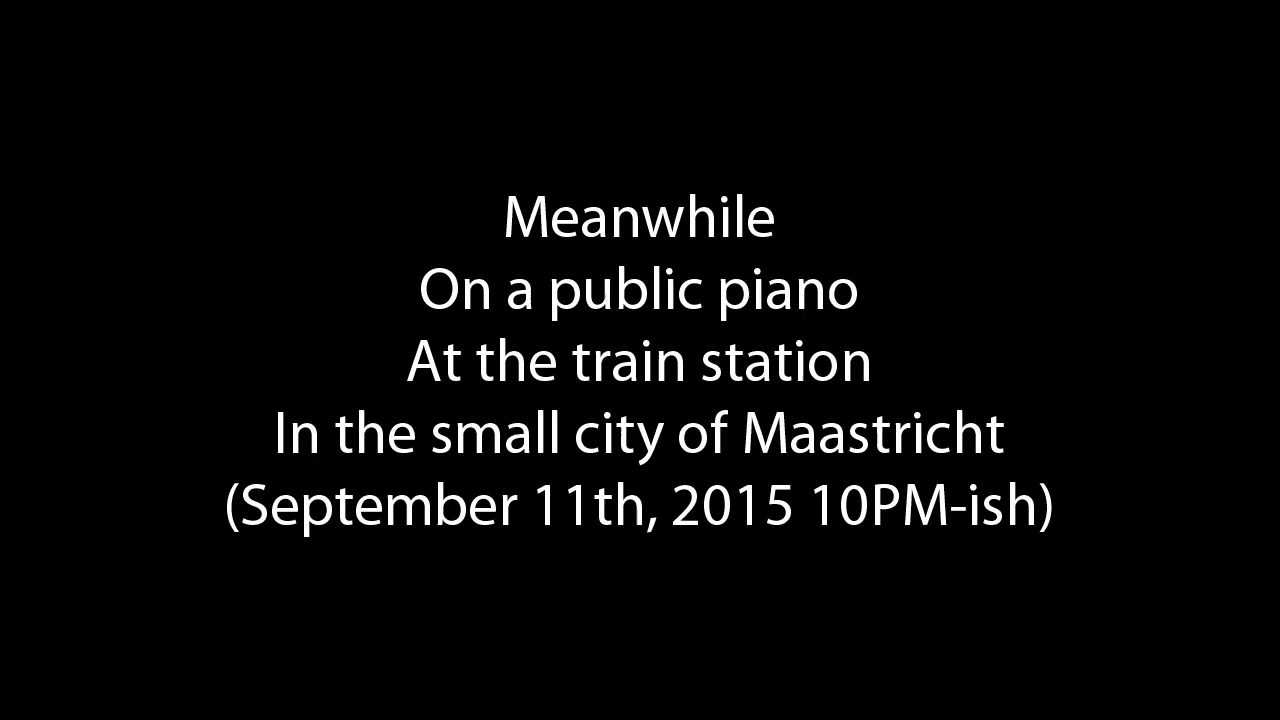 Meanwhile
On a public piano
At the train station
In the small city of Maastricht
(September 11th, 2015 10PM-ish)